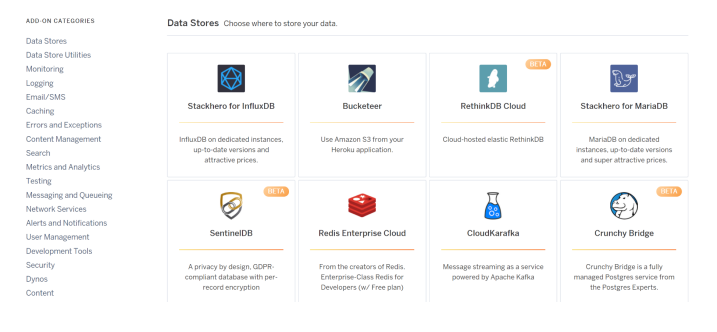 ADD-ON CATEGORIES
Data Stores
Data Store Utilities
Monitoring
Logging
Email/SMS
Caching
Errors and Exceptions
Content Management
Search
Metrics and Analytics
Testing
Messaging and Queueing
Network Services
Alerts and Notifications
User Management
Development Tools
Security
Dynos
Content
Data Stores Choose where to store your data.
Stackhero for InfluxDB
InfluxDB on dedicated instances,
up-to-date versions and
attractive prices.
Bucketeer
Use Amazon S3 from your
Heroku application.
BETA
RethinkDB Cloud
Cloud-hosted elastic RethinkDB
Stackhero for MariaDB
MariaDB on dedicated
instances, up-to-date versions
and super attractive prices.
BETA
SentinelDB
A privacy by design, GDPR-
compliant database with per-
record encryption
Redis Enterprise Cloud
From the creators of Redis.
Enterprise-Class Redis for
Developers (w/ Free plan)
CloudKarafka
Message streaming as a service
powered by Apache Kafka
BETA
Crunchy Bridge
Crunchy Bridge is a fully
managed Postgres service from
the Postgres Experts.